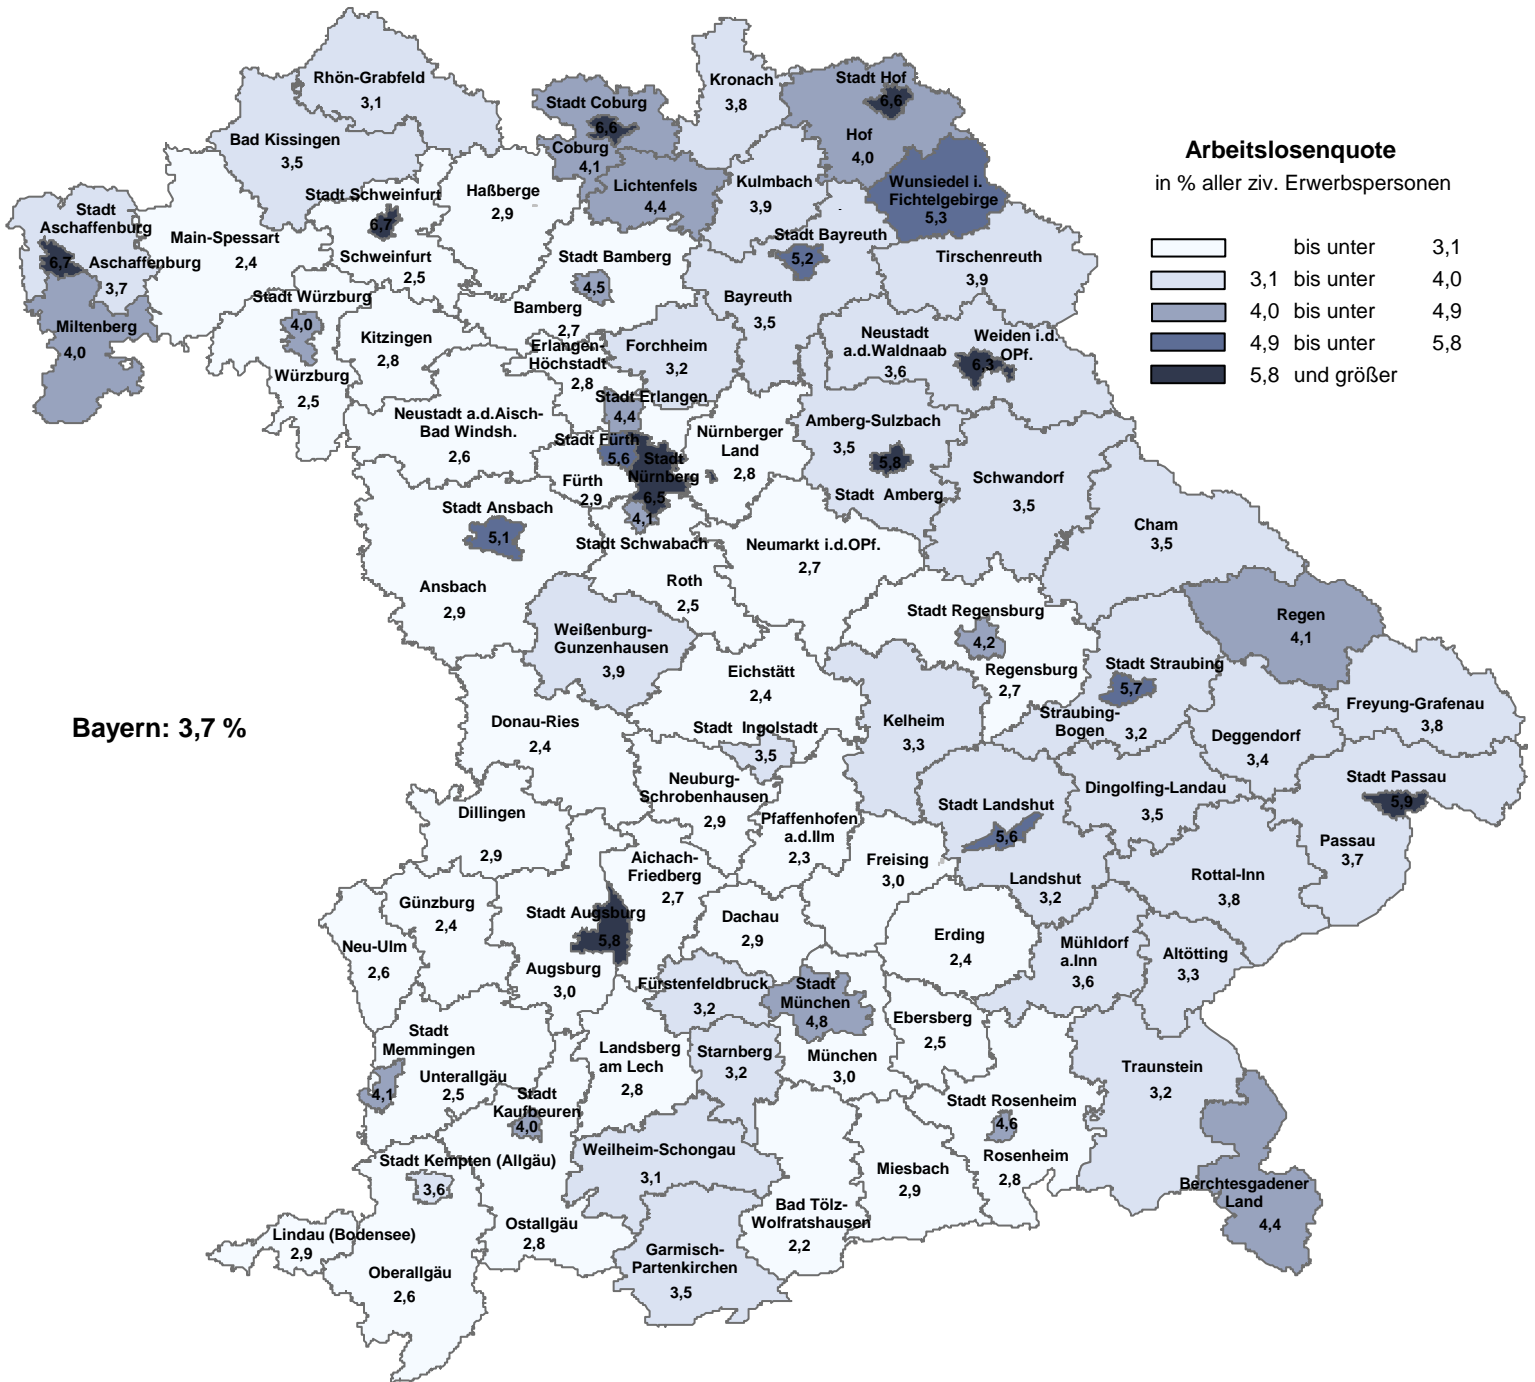 Rhön-Grabfeld
3,1
Kronach
3,8
Stadt Hof
6,6
Hof
4,0
Stadt Coburg
6,6
Coburg
4,1
Bad Kissingen
3,5
Lichtenfels
4,4
Kulmbach
3,9
Wunsiedel i.
Fichtelgebirge
5,3
Arbeitslosenquote
in % aller ziv. Erwerbspersonen
bis unter 3,1
3,1 bis unter 4,0
4,0 bis unter 4,9
4,9 bis unter 5,8
5,8 und größer
Stadt
Aschaffenburg
6,7
Aschaffenburg
3,7
Main-Spessart
2,4
Stadt Schweinfurt
6,7
Schweinfurt
2,5
Haßberge
2,9
Stadt Bayreuth
5,2
Bayreuth
3,5
Tirschenreuth
3,9
Stadt Bamberg
4,5
Bamberg
2,7
Stadt Würzburg
4,0
Würzburg
2,5
Miltenberg
4,0
Kitzingen
2,8
Erlangen-
Höchstadt
2,8
Forchheim
3,2
Neustadt
a.d.Waldnaab
3,6
Weiden i.d.
OPf.
6,3
Stadt Erlangen
4,4
Neustadt a.d.Aisch-
Bad Windsh.
2,6
Stadt Fürth
5,6
Fürth
2,9
Stadt
Nürnberg
6,5
Nürnberger
Land
2,8
Amberg-Sulzbach
3,5
5,8
Stadt Amberg
Schwandorf
3,5
Cham
3,5
Stadt Ansbach
5,1
4,1
Stadt Schwabach
Neumarkt i.d.OPf.
2,7
Ansbach
2,9
Roth
2,5
Weißenburg-
Gunzenhausen
3,9
Stadt Regensburg
4,2
Regensburg
2,7
Regen
4,1
Stadt Straubing
5,7
Straubing-
Bogen
3,2
Freyung-Grafenau
3,8
Deggendorf
3,4
Eichstätt
2,4
Bayern: 3,7 %
Donau-Ries
2,4
Stadt Ingolstadt
3,5
Kelheim
3,3
Neuburg-
Schrobenhausen
2,9
Pfaffenhofen
a.d.Ilm
2,3
Stadt Landshut
5,6
Landshut
3,2
Dingolfing-Landau
3,5
Stadt Passau
5,9
Passau
3,7
Rottal-Inn
3,8
Dillingen
2,9
Aichach-
Friedberg
2,7
Freising
3,0
Günzburg
2,4
Stadt Augsburg
5,8
Augsburg
3,0
Dachau
2,9
Erding
2,4
Mühldorf
a.Inn
3,6
Altötting
3,3
Neu-Ulm
2,6
Fürstenfeldbruck
3,2
Stadt
München
4,8
München
3,0
Ebersberg
2,5
Stadt
Memmingen
4,1
Unterallgäu
2,5
Landsberg
am Lech
2,8
Starnberg
3,2
Traunstein
3,2
Stadt
Kaufbeuren
4,0
Stadt Rosenheim
4,6
Rosenheim
2,8
Stadt Kempten (Allgäu)
3,6
Weilheim-Schongau
3,1
Miesbach
2,9
Berchtesgadener
Land
4,4
Bad Tölz-
Wolfratshausen
2,2
Lindau (Bodensee)
2,9
Ostallgäu
2,8
Oberallgäu
2,6
Garmisch-
Partenkirchen
3,5